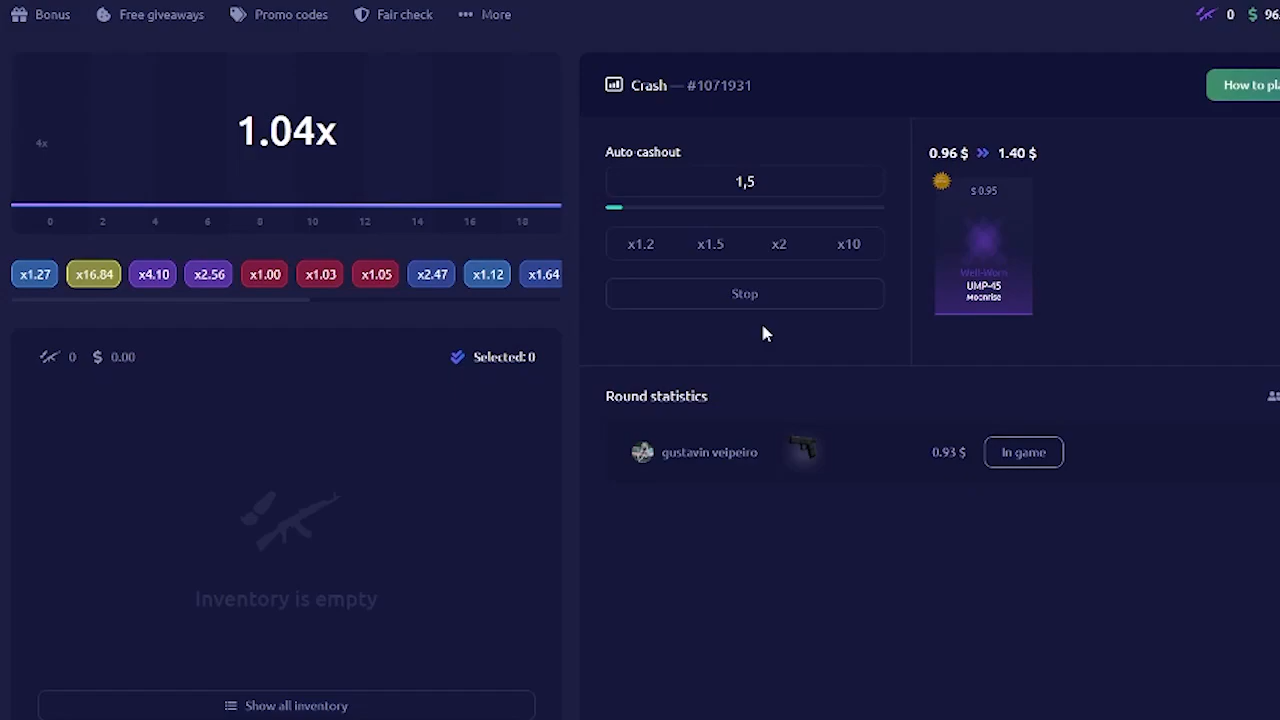 Bonus Free giveaways Promo codes Fair check More 0 $ 96.
4x
1.04x
0 2 4 6 8 10 12 14 16 18
x1.27 x16.84 x4.10 x2.56 x1.00 x1.03 x1.05 x2.47 x1.12 x1.64
0 $ 0.00 Selected: 0
Inventory is empty
Show all inventory
Crash — #1071931
How to pla
Auto cashout
1,5
x1.2 x1.5 x2 x10
Stop
0.96 $ 1.40 $
$ 0.95
Well-Worn
UMP-45
Moonrise
Round statistics
gustavin veipeiro 0.93 $ In game